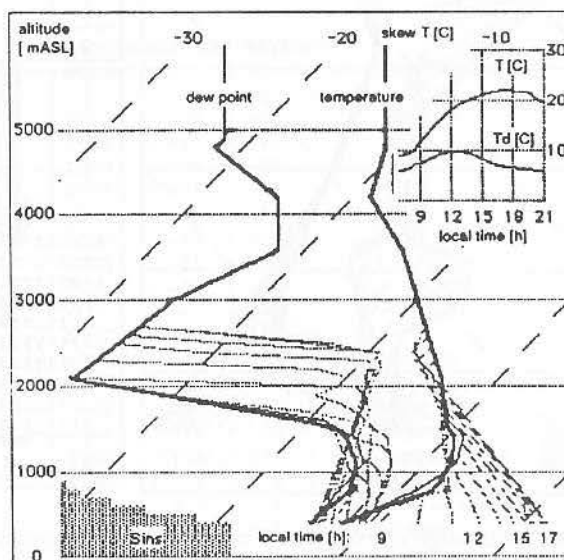 altitude
[ mASL]
-30
-20
skew T [C]
-10
dew point
temperature
T [C]
30
20
Td [C]
10
9 12 15 18 21
local time [h]
5000
4000
3000
2000
1000
0
Sins
local time [h]: 9 12 15 17